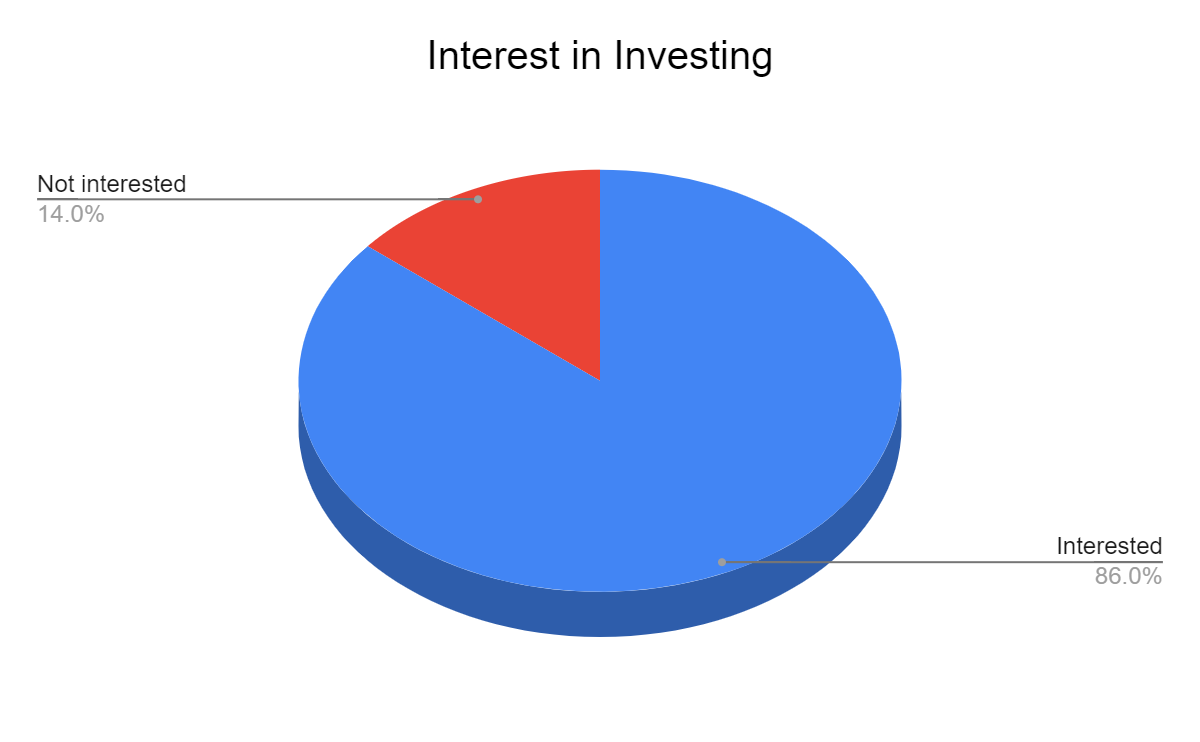 Interest in Investing
Not interested
14.0%
Interested
86.0%